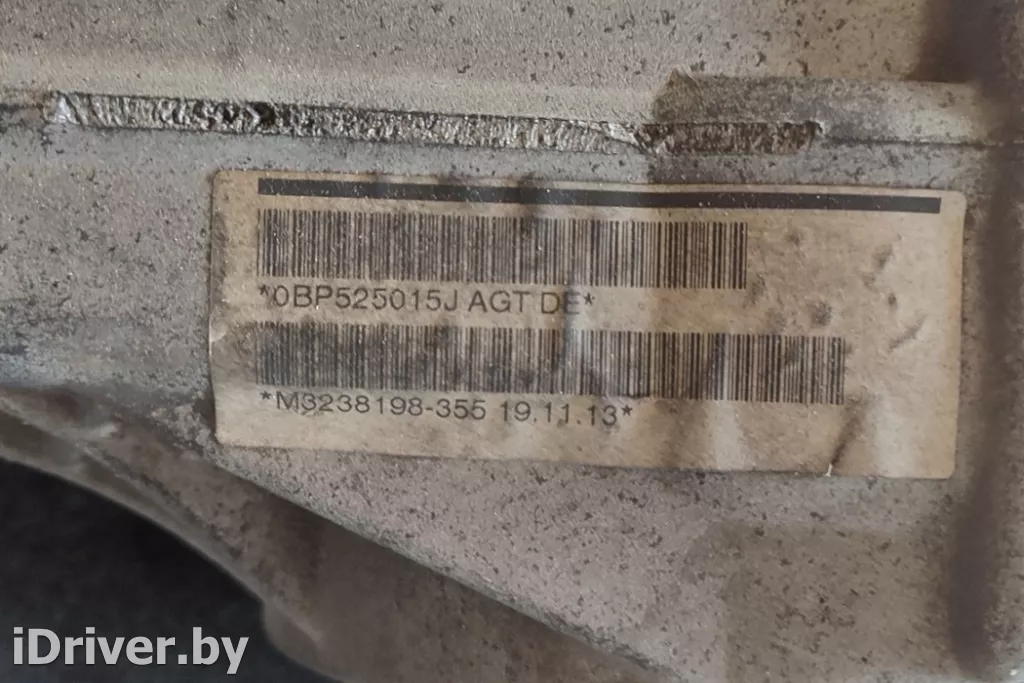 *0BP525015J AGT DE*
*M3238198-355 19.11.13*
iDriver.by